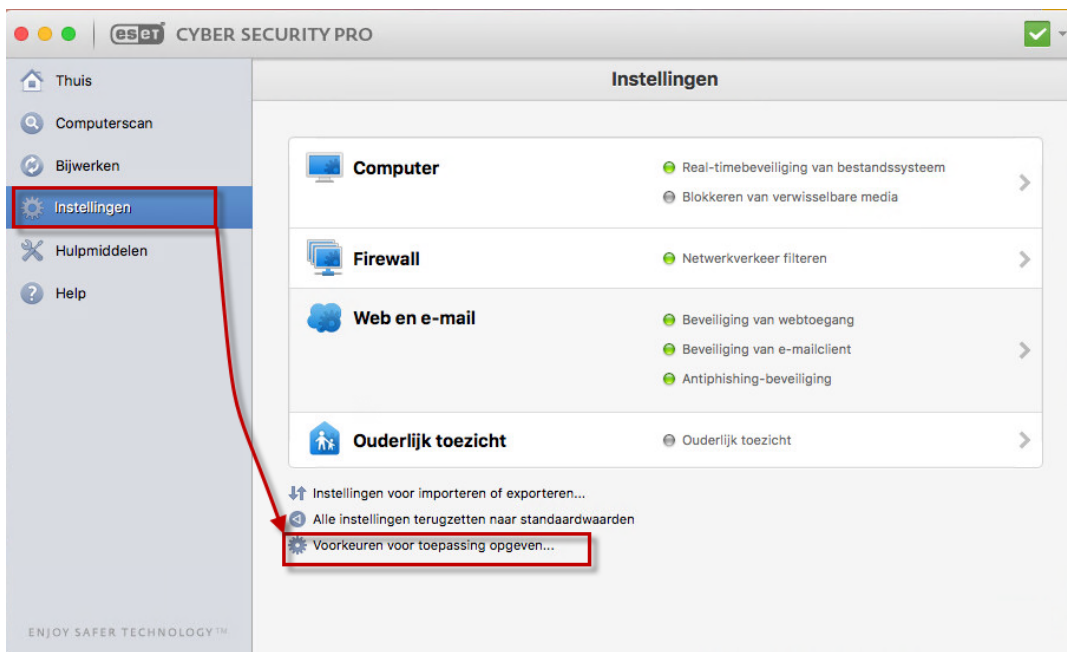 eseT CYBER SECURITY PRO
Thuis
Computerscan
Bijwerken
Instellingen
Hulpmiddelen
Help
ENJOY SAFER TECHNOLOGY™
Instellingen
Computer
Real-timebeveiliging van bestandssysteem
Blokkeren van verwisselbare media
Firewall
Netwerkverkeer filteren
Web en e-mail
Beveiliging van webtoegang
Beveiliging van e-mailclient
Antiphishing-beveiliging
Ouderlijk toezicht
Ouderlijk toezicht
Instellingen voor importeren of exporteren...
Alle instellingen terugzetten naar standaardwaarden
Voorkeuren voor toepassing opgeven...